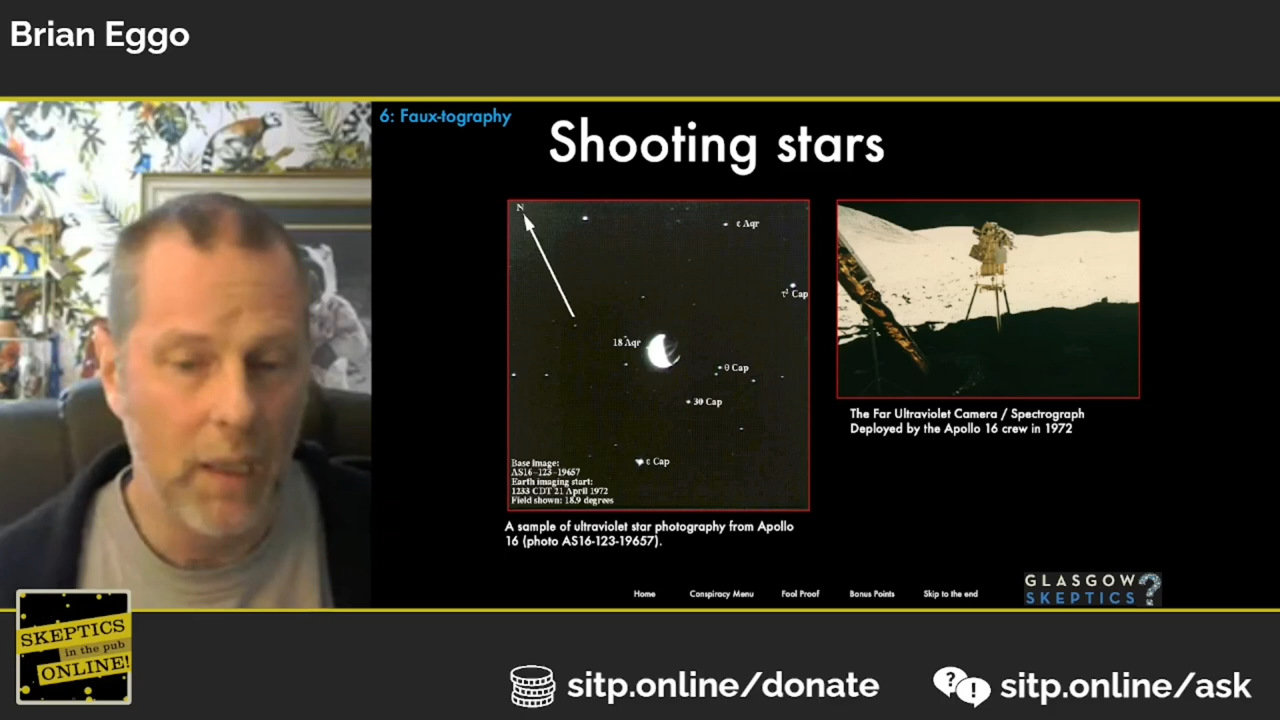 Brian Eggo
6: Faux-tography
Shooting stars
N
ε Aqr
τ² Cap
18 Aqr
θ Cap
30 Cap
ε Cap
Base image:
AS16-123-19657
Earth imaging start:
1233 CDT 21 April 1972
Field shown: 18.9 degrees
The Far Ultraviolet Camera / Spectrograph
Deployed by the Apollo 16 crew in 1972
A sample of ultraviolet star photography from Apollo
16 (photo AS16-123-19657).
Home Conspiracy Menu Fool Proof Bonus Points Skip to the end
GLASGOW
SKEPTICS
?
SKEPTICS
in the pub
ONLINE!
sitp.online/donate
? !
sitp.online/ask